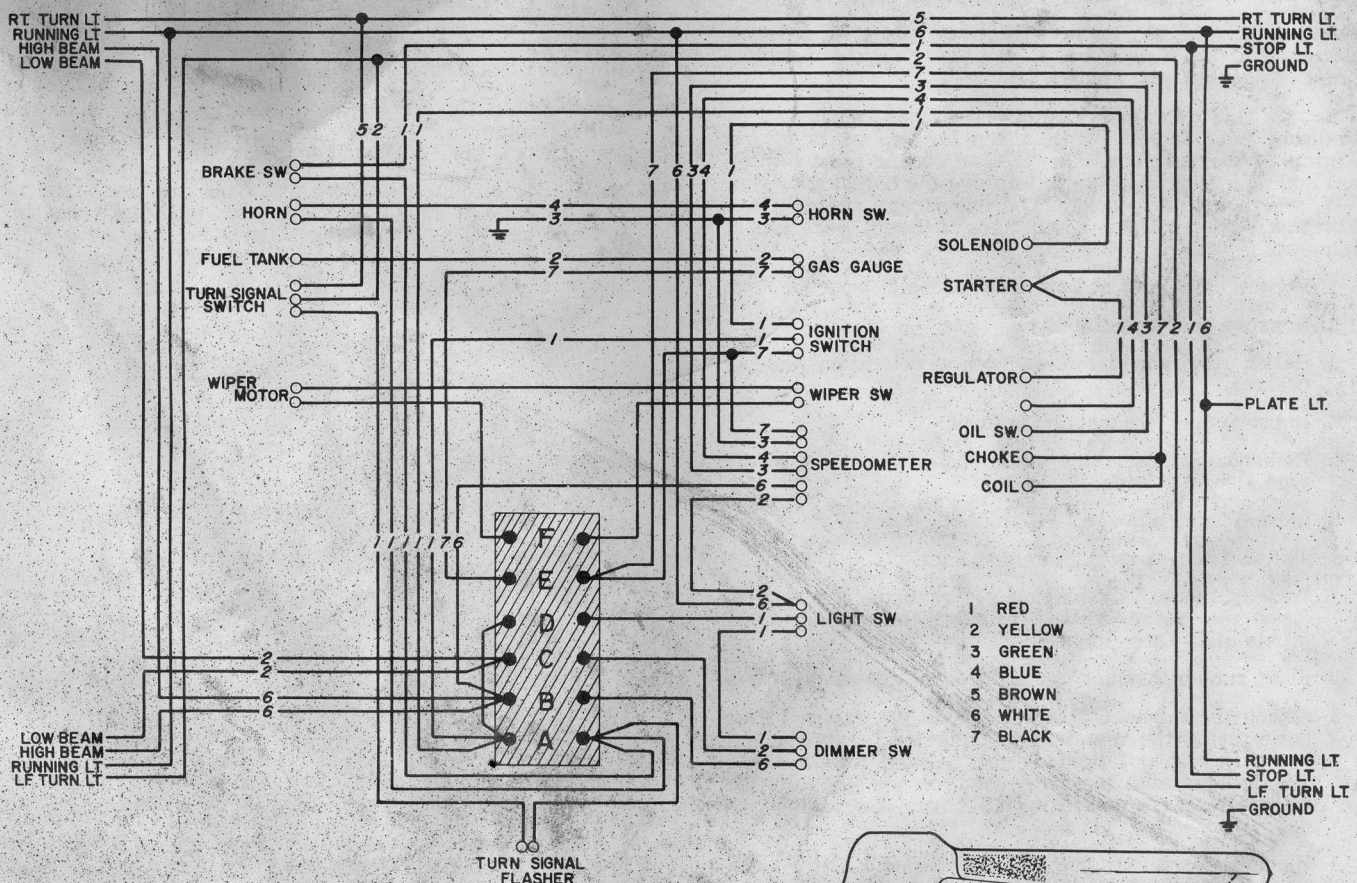 RT. TURN LT.
RUNNING LT.
HIGH BEAM
LOW BEAM
5
6
1
2
7
3
4
1
1
RT. TURN LT.
RUNNING LT.
STOP LT.
GROUND
5 2 1 1
7 6 3 4 1
BRAKE SW
HORN
4
3
4
3
HORN SW.
FUEL TANK
2
7
2
7
GAS GAUGE
TURN SIGNAL
SWITCH
SOLENOID
STARTER
1
1
1
7
IGNITION
SWITCH
1 4 3 7 2 1 6
WIPER
MOTOR
WIPER SW
REGULATOR
PLATE LT.
7
3
4
3
6
2
SPEEDOMETER
OIL SW.
CHOKE
COIL
1 1 1 1 1 7 6
F
E
D
C
B
A
2
6
1
1
LIGHT SW
1 RED
2 YELLOW
3 GREEN
4 BLUE
5 BROWN
6 WHITE
7 BLACK
2
2
6
6
LOW BEAM
HIGH BEAM
RUNNING LT.
LF TURN LT.
1
2
6
DIMMER SW
RUNNING LT.
STOP LT.
LF TURN LT.
GROUND
TURN SIGNAL
FLASHER